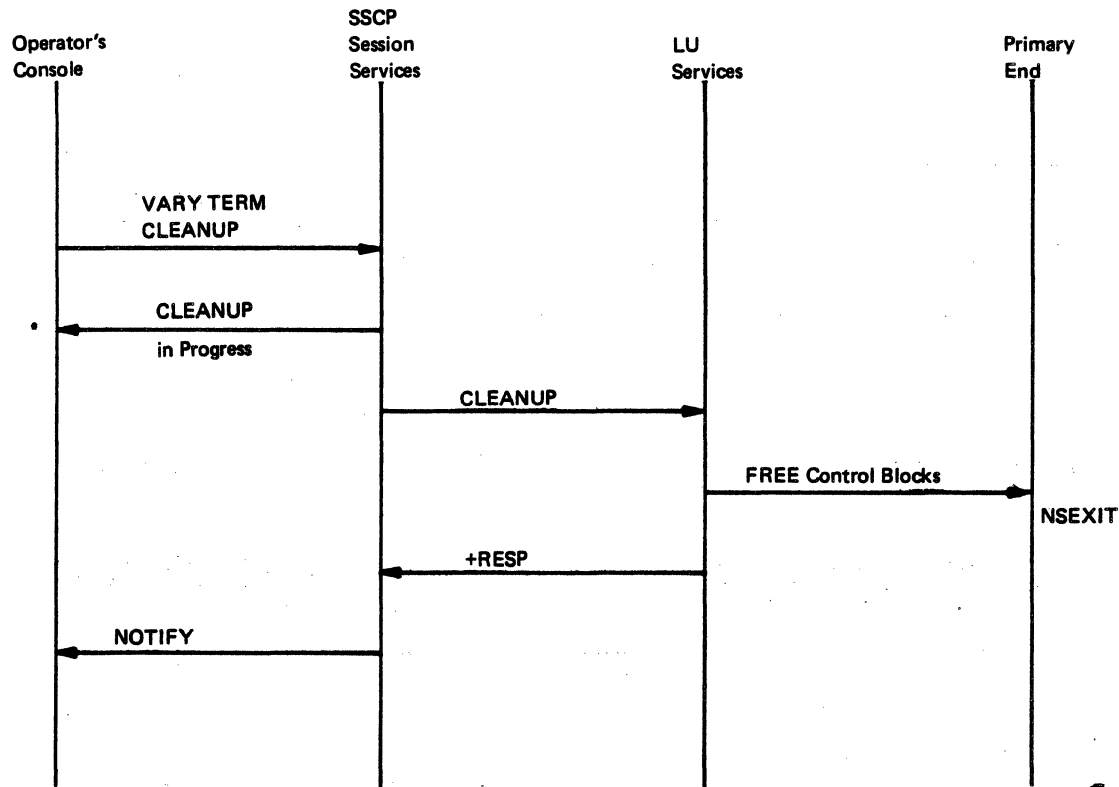 Operator's
Console
SSCP
Session
Services
LU
Services
Primary
End
VARY TERM
CLEANUP
CLEANUP
in Progress
CLEANUP
FREE Control Blocks
NSEXIT
+RESP
NOTIFY